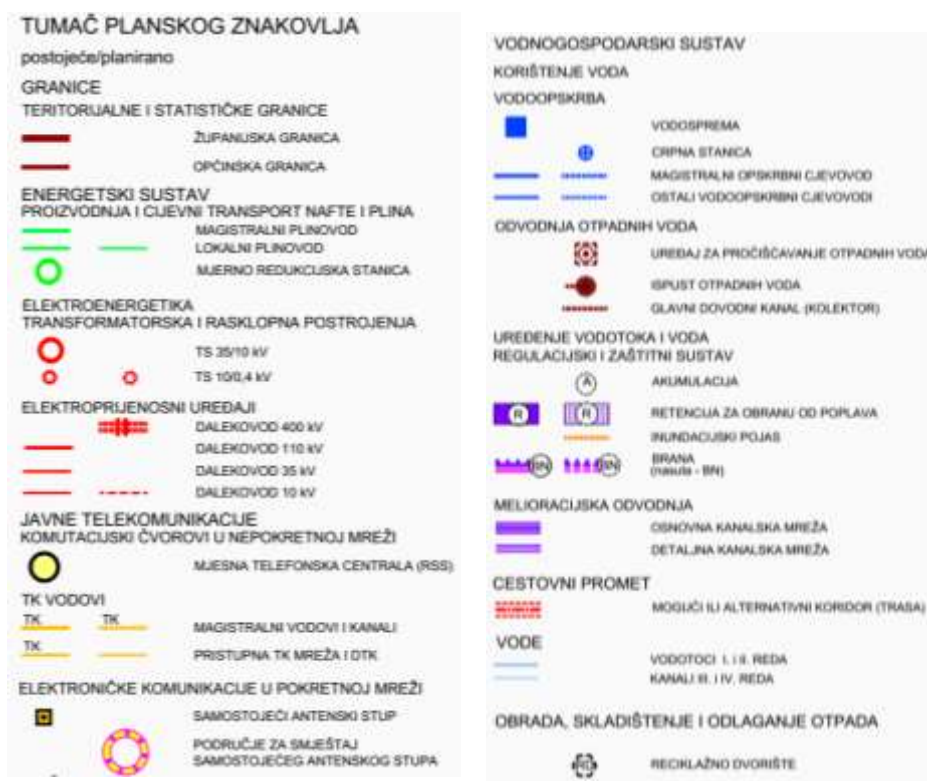 TUMAČ PLANSKOG ZNAKOVLJA
postojeće/planirano
GRANICE
TERITORIJALNE I STATISTIČKE GRANICE
ŽUPANIJSKA GRANICA
OPĆINSKA GRANICA
ENERGETSKI SUSTAV
PROIZVODNJA I CIJEVNI TRANSPORT NAFTE I PLINA
MAGISTRALNI PLINOVOD
LOKALNI PLINOVOD
MJERNO REDUKCIJSKA STANICA
ELEKTROENERGETIKA
TRANSFORMATORSKA I RASKLOPNA POSTROJENJA
TS 35/10 kV
TS 10/0,4 kV
ELEKTROPRIJENOSNI UREĐAJI
DALEKOVOD 400 kV
DALEKOVOD 110 kV
DALEKOVOD 35 kV
DALEKOVOD 10 kV
JAVNE TELEKOMUNIKACIJE
KOMUTACIJSKI ČVOROVI U NEPOKRETNOJ MREŽI
MJESNA TELEFONSKA CENTRALA (RSS)
TK VODOVI
TK TK
MAGISTRALNI VODOVI I KANALI
TK
PRISTUPNA TK MREŽA I DTK
ELEKTRONIČKE KOMUNIKACIJE U POKRETNOJ MREŽI
SAMOSTOJEĆI ANTENSKI STUP
PODRUČJE ZA SMJEŠTAJ
SAMOSTOJEĆEG ANTENSKOG STUPA
VODNOGOSPODARSKI SUSTAV
KORIŠTENJE VODA
VODOOPSKRBA
VODOSPREMA
CRPNA STANICA
MAGISTRALNI OPSKRBNI CJEVOVOD
OSTALI VODOOPSKRBNI CJEVOVODI
ODVODNJA OTPADNIH VODA
UREĐAJ ZA PROČIŠĆAVANJE OTPADNIH VODA
ISPUST OTPADNIH VODA
GLAVNI DOVODNI KANAL (KOLEKTOR)
UREĐENJE VODOTOKA I VODA
REGULACIJSKI I ZAŠTITNI SUSTAV
A AKUMULACIJA
R R RETENCIJA ZA OBRANU OD POPLAVA
INUNDACIJSKI POJAS
BN BN BRANA
(nasuta - BN)
MELIORACIJSKA ODVODNJA
OSNOVNA KANALSKA MREŽA
DETALJNA KANALSKA MREŽA
CESTOVNI PROMET
MOGUĆI ILI ALTERNATIVNI KORIDOR (TRASA)
VODE
VODOTOCI I. i II. REDA
KANALI III. i IV. REDA
OBRADA, SKLADIŠTENJE I ODLAGANJE OTPADA
RD RECIKLAŽNO DVORIŠTE